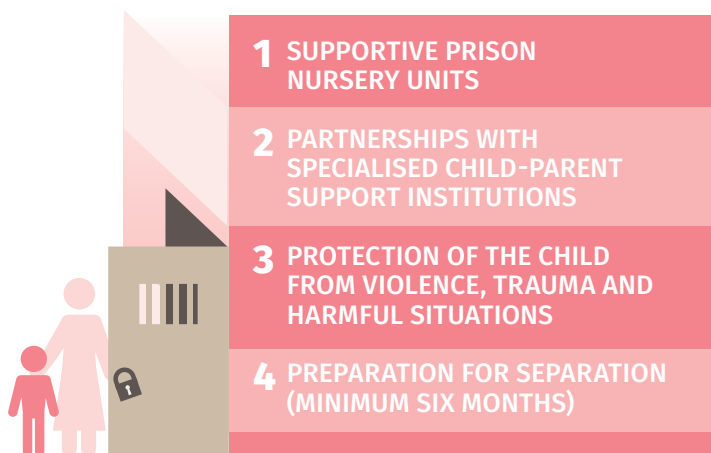 1 SUPPORTIVE PRISON
NURSERY UNITS
2 PARTNERSHIPS WITH
SPECIALISED CHILD-PARENT
SUPPORT INSTITUTIONS
3 PROTECTION OF THE CHILD
FROM VIOLENCE, TRAUMA AND
HARMFUL SITUATIONS
4 PREPARATION FOR SEPARATION
(MINIMUM SIX MONTHS)